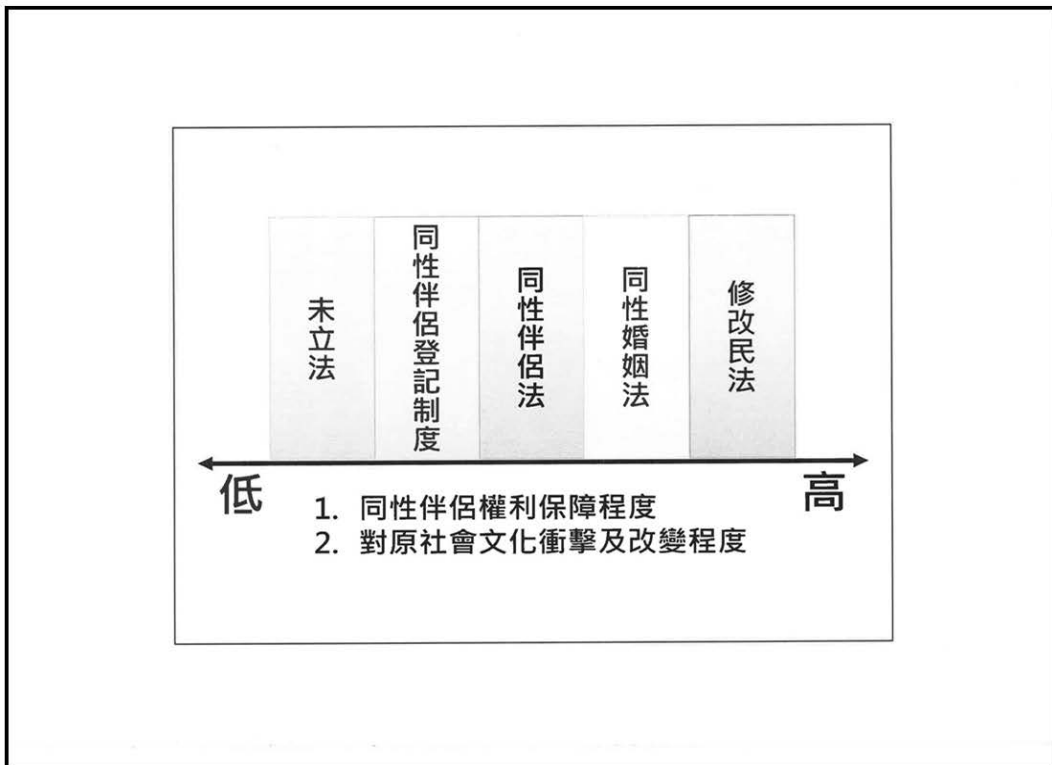 未立法
同性伴侶登記制度
同性伴侶法
同性婚姻法
修改民法
低
高
1. 同性伴侶權利保障程度
2. 對原社會文化衝擊及改變程度